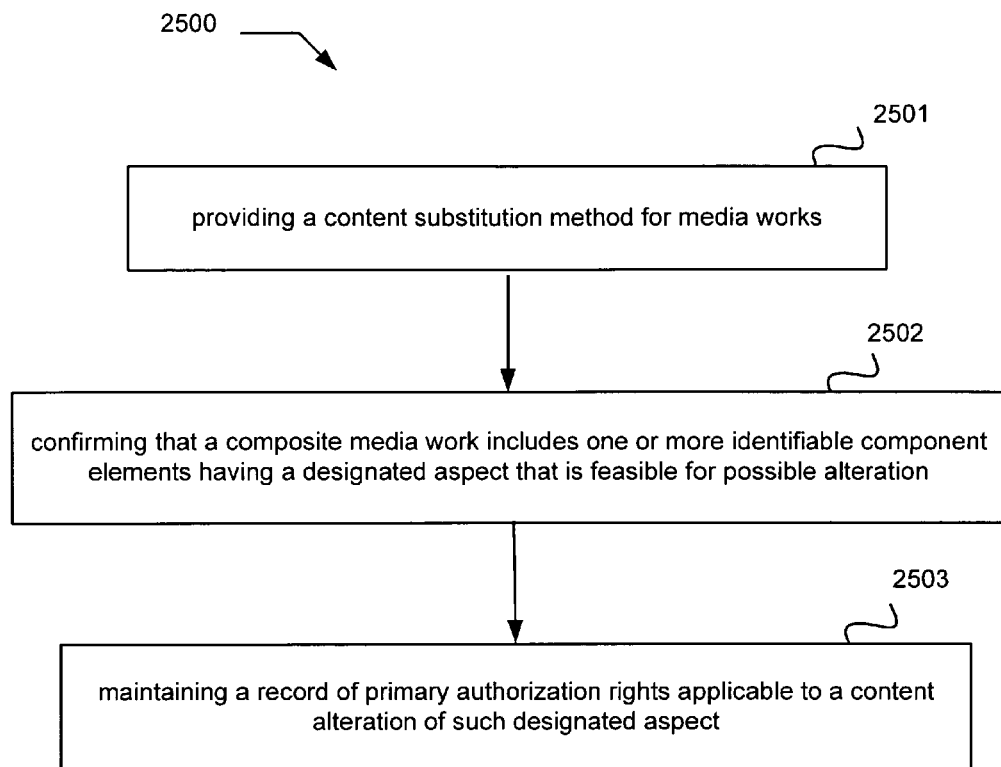 2500
2501
providing a content substitution method for media works
2502
confirming that a composite media work includes one or more identifiable component
elements having a designated aspect that is feasible for possible alteration
2503
maintaining a record of primary authorization rights applicable to a content
alteration of such designated aspect